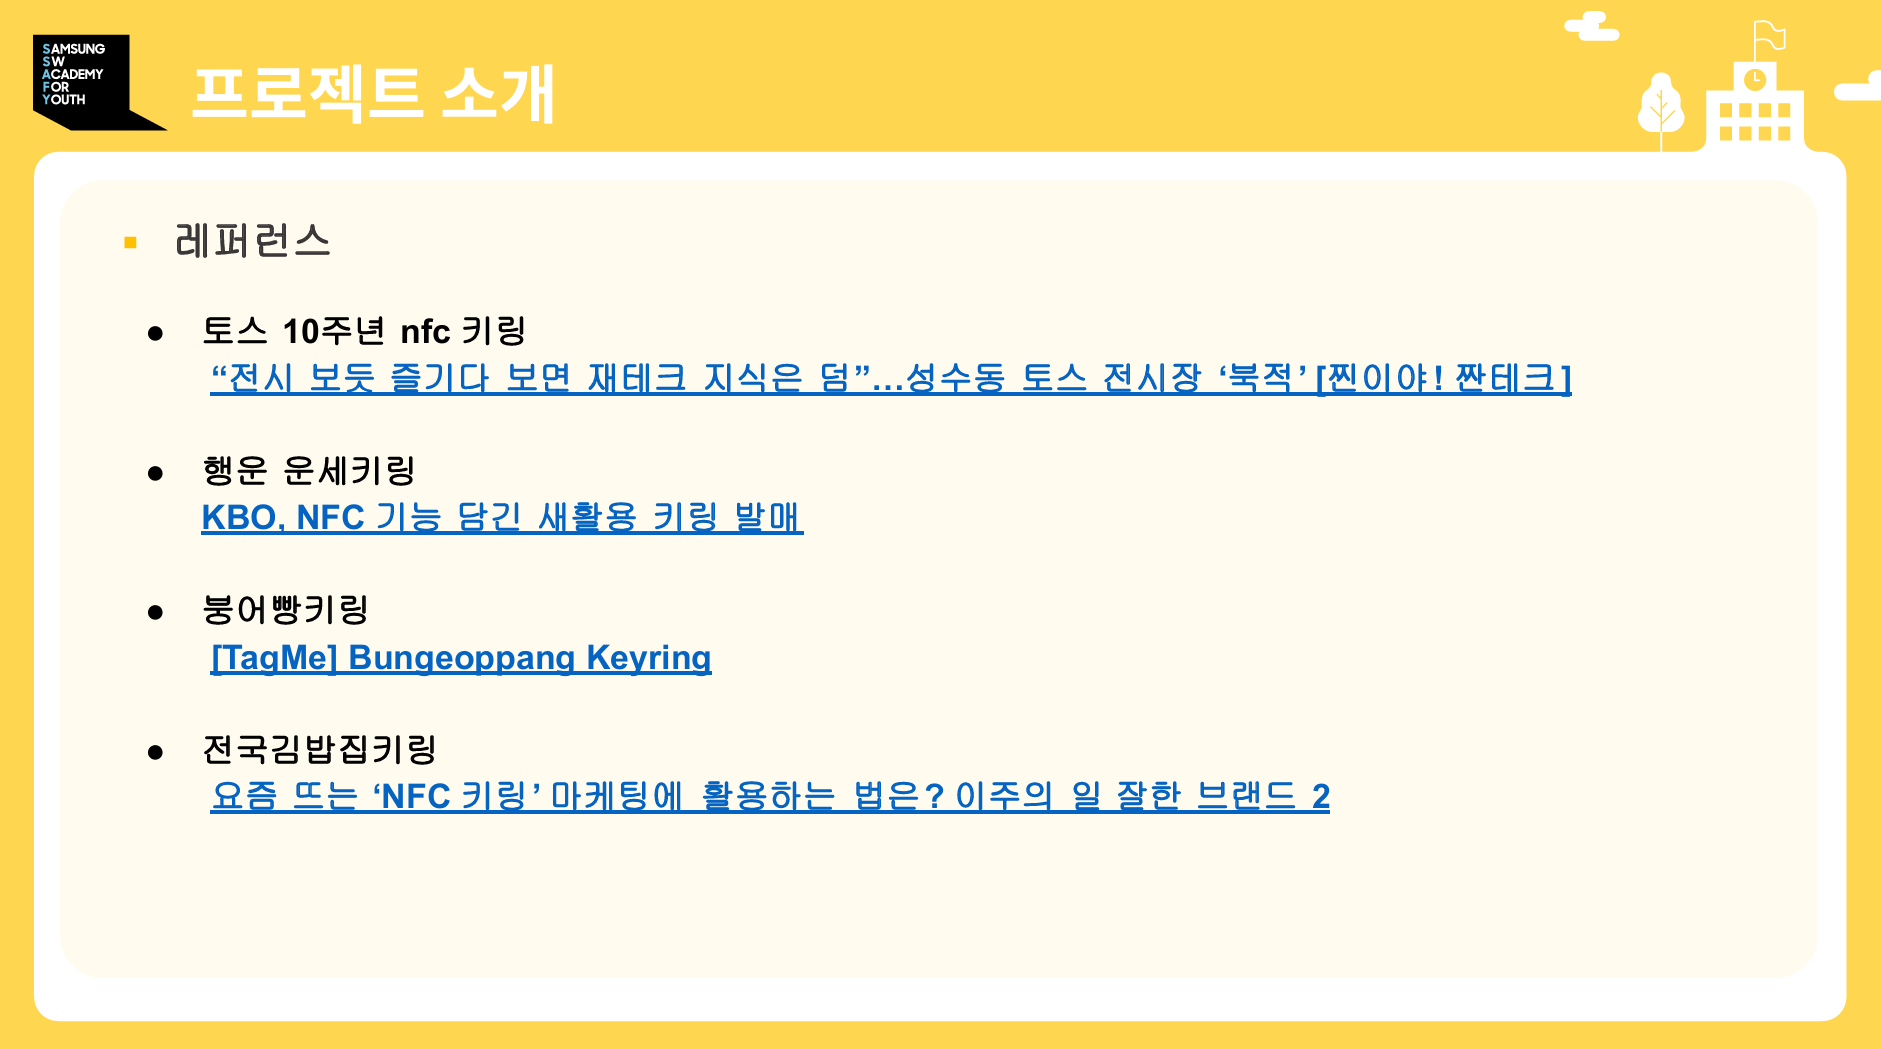 SAMSUNG
SW
ACADEMY
FOR
YOUTH
프로젝트 소개
▪ 레퍼런스
● 토스 10주년 nfc 키링
“전시 보듯 즐기다 보면 재테크 지식은 덤”…성수동 토스 전시장 ‘북적’ [찐이야! 짠테크]
● 행운 운세키링
KBO, NFC 기능 담긴 새활용 키링 발매
● 붕어빵키링
[TagMe] Bungeoppang Keyring
● 전국김밥집키링
요즘 뜨는 ‘NFC 키링’ 마케팅에 활용하는 법은? 이주의 일 잘한 브랜드 2